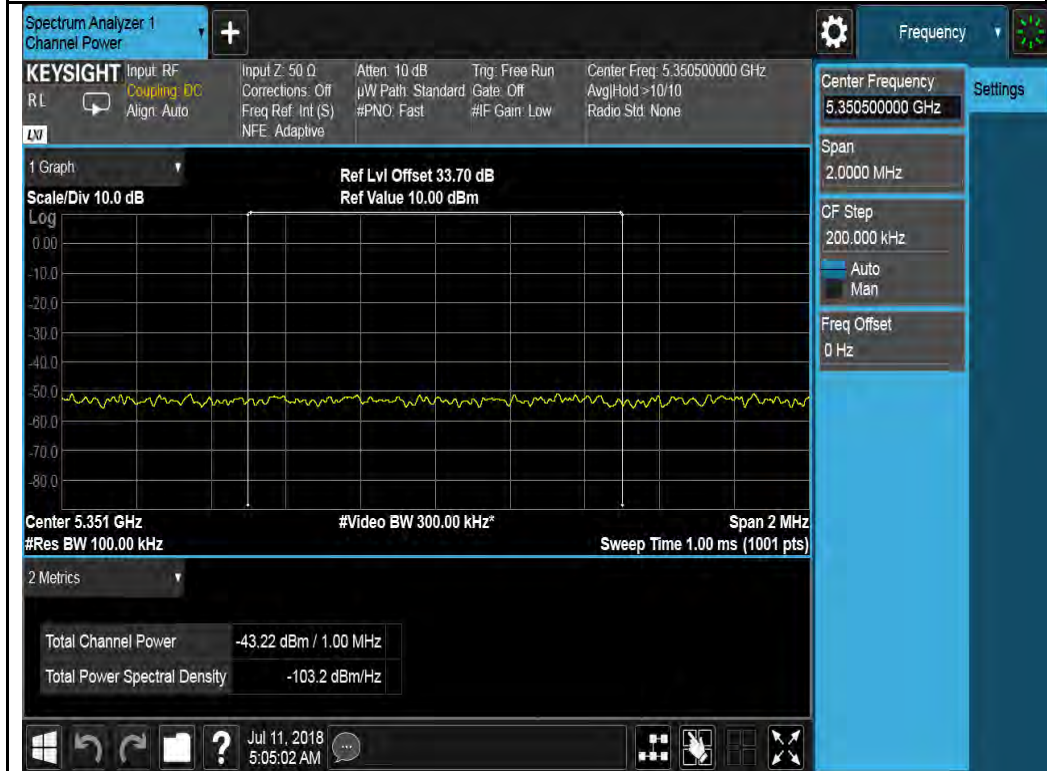 Spectrum Analyzer 1
Channel Power
+
Frequency
KEYSIGHT
RL
LXI
Input: RF
Coupling: DC
Align: Auto
Input Z: 50 Ω
Corrections: Off
Freq Ref: Int (S)
NFE: Adaptive
Atten: 10 dB
µW Path: Standard
#PNO: Fast
Trig: Free Run
Gate: Off
#IF Gain: Low
Center Freq: 5.350500000 GHz
Avg|Hold >10/10
Radio Std: None
Center Frequency
5.350500000 GHz
Settings
Span
2.0000 MHz
CF Step
200.000 kHz
Auto
Man
Freq Offset
0 Hz
1 Graph
Ref Lvl Offset 33.70 dB
Scale/Div 10.0 dB
Ref Value 10.00 dBm
Log
0.00
-10.0
-20.0
-30.0
-40.0
-50.0
-60.0
-70.0
-80.0
Center 5.351 GHz
#Video BW 300.00 kHz*
Span 2 MHz
#Res BW 100.00 kHz
Sweep Time 1.00 ms (1001 pts)
2 Metrics
Total Channel Power -43.22 dBm / 1.00 MHz
Total Power Spectral Density -103.2 dBm/Hz
?
Jul 11, 2018
5:05:02 AM